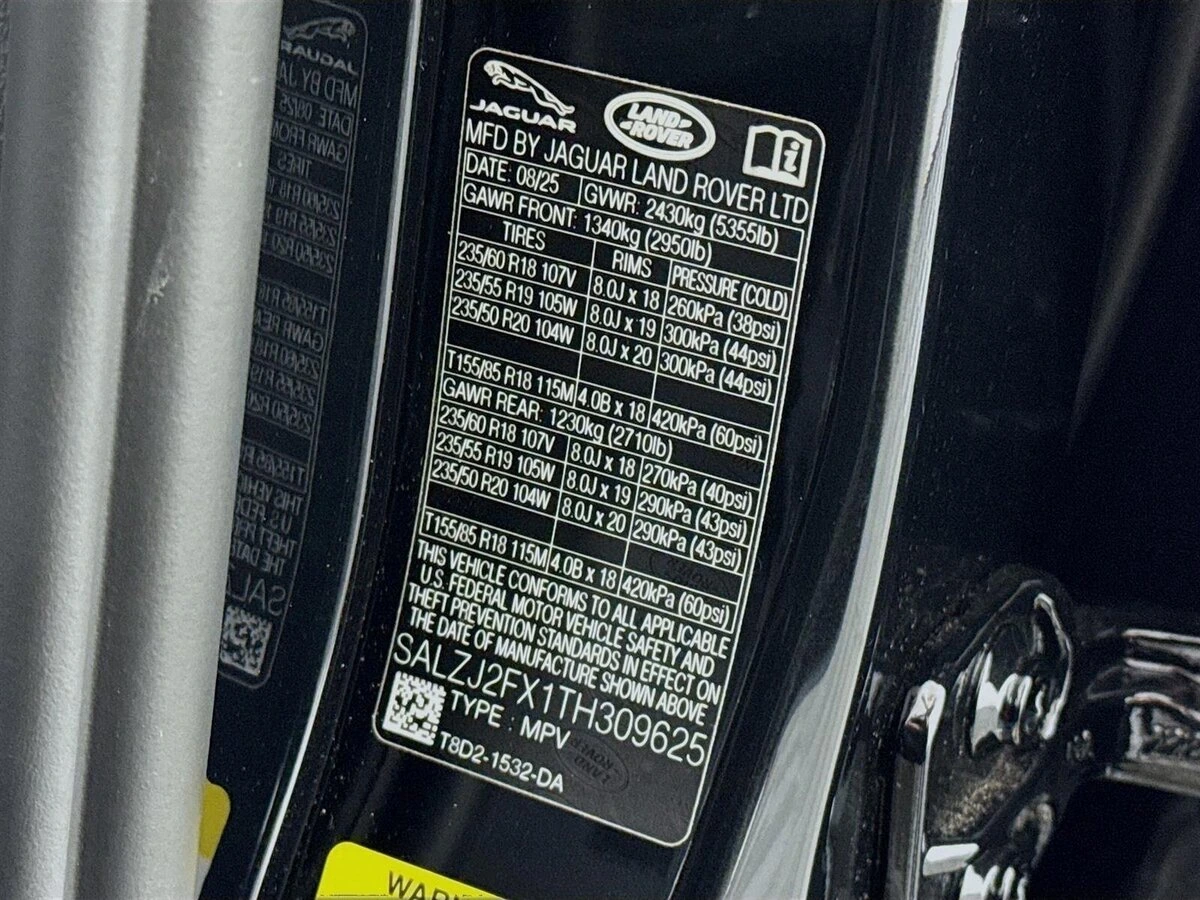 JAGUAR
LAND ROVER
MFD BY JAGUAR LAND ROVER LTD
DATE: 08/25 GVWR: 2430kg (5355lb)
GAWR FRONT: 1340kg (2950lb)
TIRES RIMS PRESSURE (COLD)
235/60 R18 107V 8.0J x 18 260kPa (38psi)
235/55 R19 105W 8.0J x 19 300kPa (44psi)
235/50 R20 104W 8.0J x 20 300kPa (44psi)
T155/85 R18 115M 4.0B x 18 420kPa (60psi)
GAWR REAR: 1230kg (2710lb)
235/60 R18 107V 8.0J x 18 270kPa (40psi)
235/55 R19 105W 8.0J x 19 290kPa (43psi)
235/50 R20 104W 8.0J x 20 290kPa (43psi)
T155/85 R18 115M 4.0B x 18 420kPa (60psi)
THIS VEHICLE CONFORMS TO ALL APPLICABLE
U.S. FEDERAL MOTOR VEHICLE SAFETY AND
THEFT PREVENTION STANDARDS IN EFFECT ON
THE DATE OF MANUFACTURE SHOWN ABOVE
SALZJ2FX1TH309625
TYPE : MPV
T8D2-1532-DA